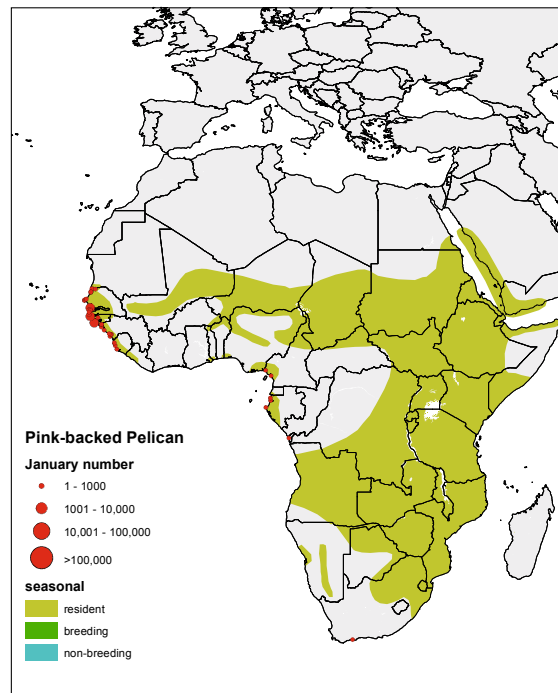 Pink-backed Pelican
January number
1 - 1000
1001 - 10,000
10,001 - 100,000
>100,000
seasonal
resident
breeding
non-breeding